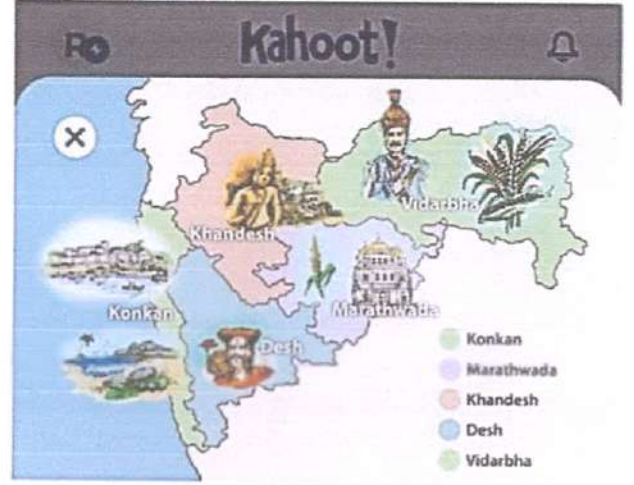 Kahoot!
Vidarbha
Khandesh
Konkan
Marathwada
Desh
Konkan
Marathwada
Khandesh
Desh
Vidarbha